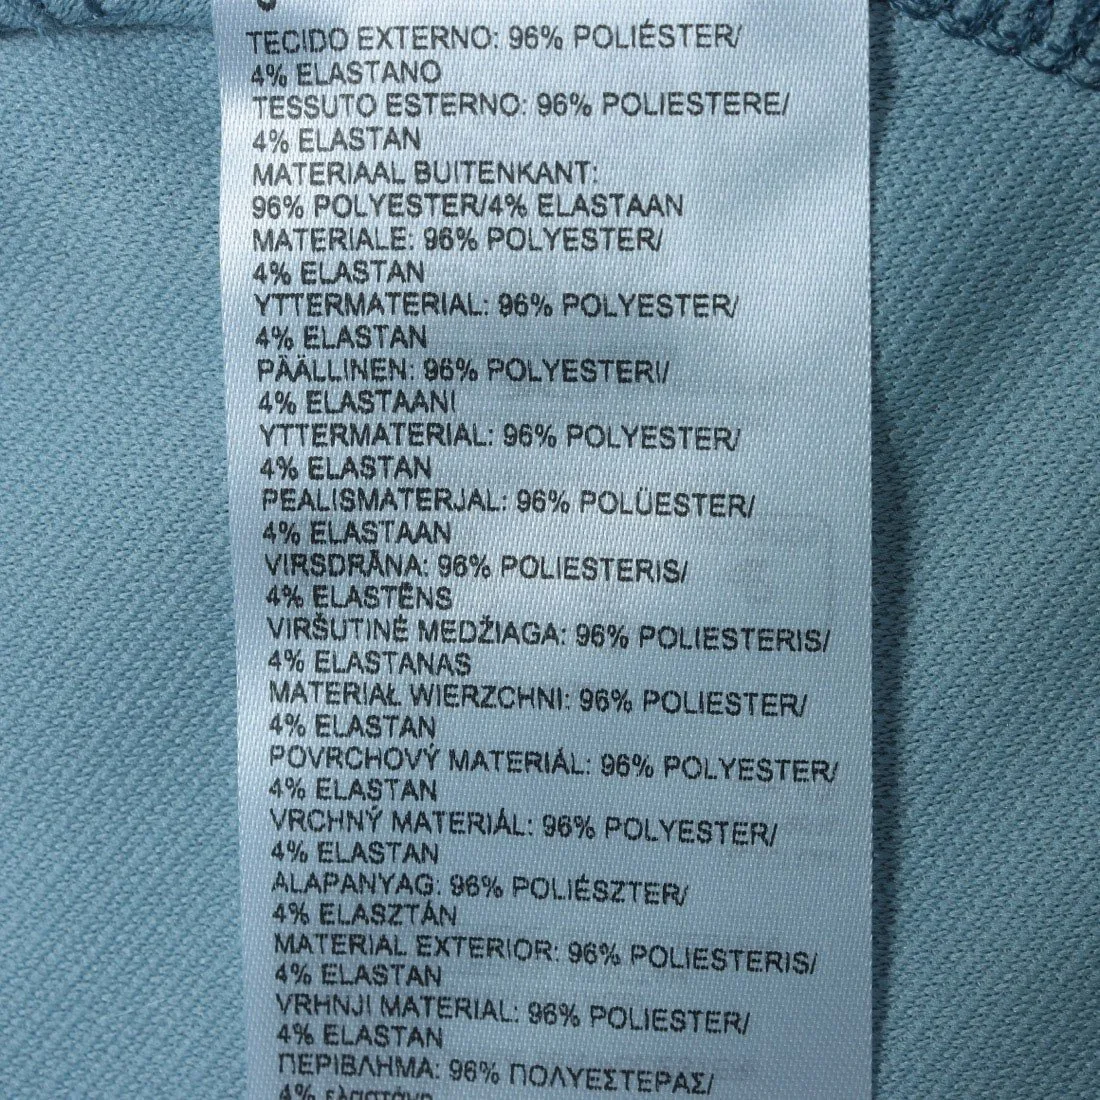 TECIDO EXTERNO: 96% POLIÉSTER/
4% ELASTANO
TESSUTO ESTERNO: 96% POLIESTERE/
4% ELASTAN
MATERIAAL BUITENKANT:
96% POLYESTER/4% ELASTAAN
MATERIALE: 96% POLYESTER/
4% ELASTAN
YTTERMATERIAL: 96% POLYESTER/
4% ELASTAN
PÄÄLLINEN: 96% POLYESTERI/
4% ELASTAANI
YTTERMATERIAL: 96% POLYESTER/
4% ELASTAN
PEALISMATERJAL: 96% POLÜESTER/
4% ELASTAAN
VIRSDRĀNA: 96% POLIESTERIS/
4% ELASTĒNS
VIRŠUTINĖ MEDŽIAGA: 96% POLIESTERIS/
4% ELASTANAS
MATERIAŁ WIERZCHNI: 96% POLIESTER/
4% ELASTAN
POVRCHOVÝ MATERIÁL: 96% POLYESTER/
4% ELASTAN
VRCHNÝ MATERIÁL: 96% POLYESTER/
4% ELASTAN
ALAPANYAG: 96% POLIÉSZTER/
4% ELASZTÁN
MATERIAL EXTERIOR: 96% POLIESTERIS/
4% ELASTAN
VRHNJI MATERIAL: 96% POLIESTER/
4% ELASTAN
ΠΕΡΙΒΛΗΜΑ: 96% ΠΟΛΥΕΣΤΕΡΑΣ/
4% ελαστάνη